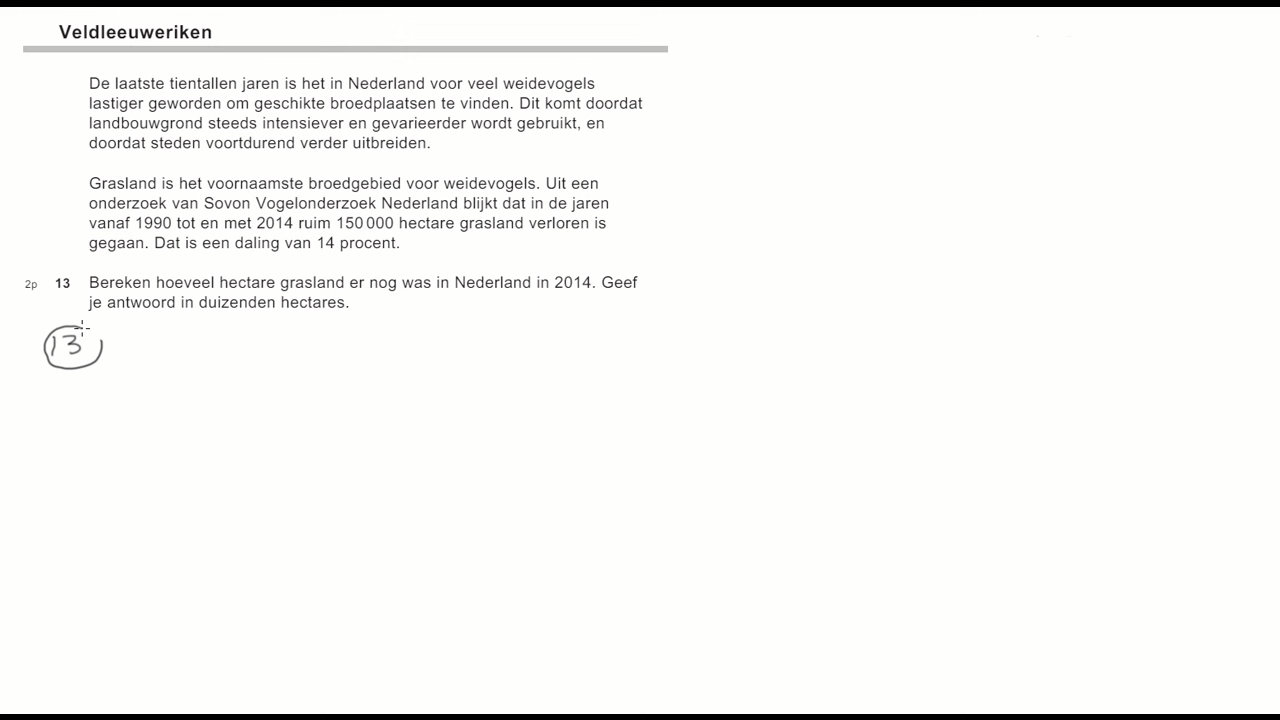 Veldleeuweriken
De laatste tientallen jaren is het in Nederland voor veel weidevogels
lastiger geworden om geschikte broedplaatsen te vinden. Dit komt doordat
landbouwgrond steeds intensiever en gevarieerder wordt gebruikt, en
doordat steden voortdurend verder uitbreiden.
Grasland is het voornaamste broedgebied voor weidevogels. Uit een
onderzoek van Sovon Vogelonderzoek Nederland blijkt dat in de jaren
vanaf 1990 tot en met 2014 ruim 150 000 hectare grasland verloren is
gegaan. Dat is een daling van 14 procent.
2p 13 Bereken hoeveel hectare grasland er nog was in Nederland in 2014. Geef
je antwoord in duizenden hectares.
13